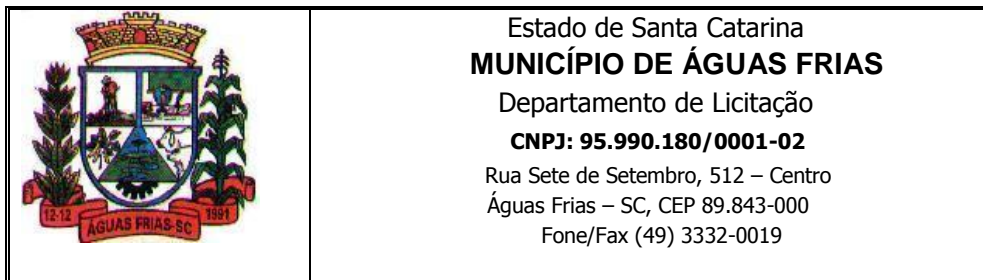 Estado de Santa Catarina
MUNICÍPIO DE ÁGUAS FRIAS
Departamento de Licitação
CNPJ: 95.990.180/0001-02
Rua Sete de Setembro, 512 – Centro
Águas Frias – SC, CEP 89.843-000
Fone/Fax (49) 3332-0019
12-12
ÁGUAS FRIAS-SC
1991